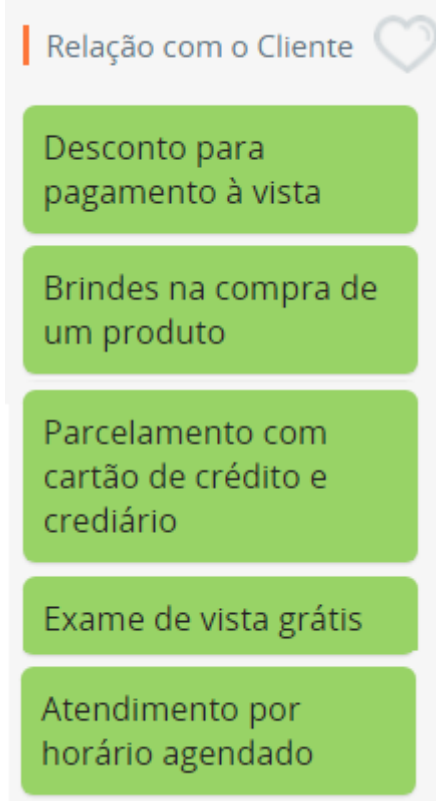 Relação com o Cliente
Desconto para
pagamento à vista
Brindes na compra de
um produto
Parcelamento com
cartão de crédito e
crediário
Exame de vista grátis
Atendimento por
horário agendado